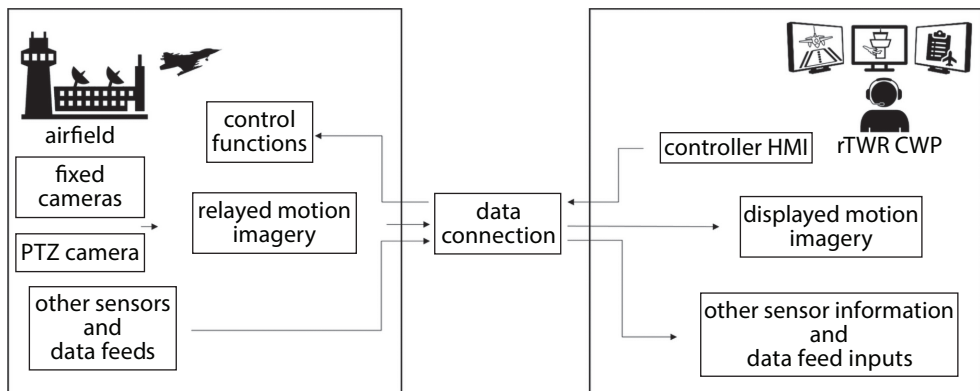 airfield
fixed
cameras
PTZ camera
other sensors
and
data feeds
control
functions
relayed motion
imagery
data
connection
controller HMI
rTWR CWP
displayed motion
imagery
other sensor information
and
data feed inputs